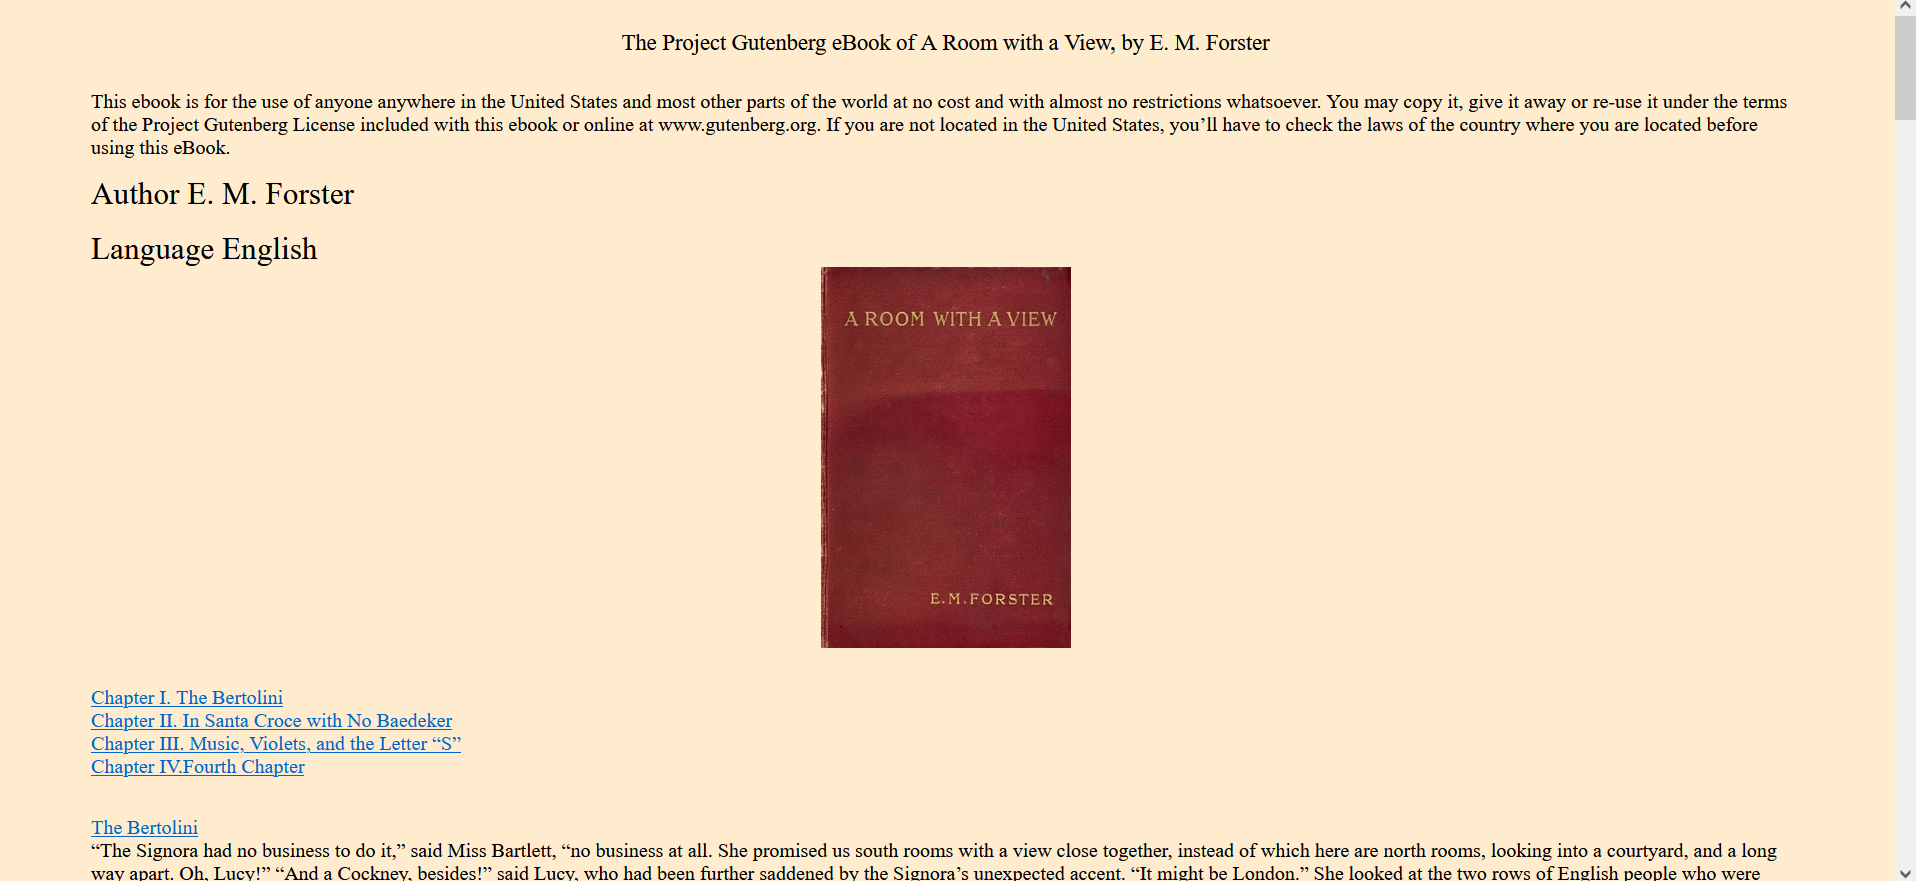 The Project Gutenberg eBook of A Room with a View, by E. M. Forster
This ebook is for the use of anyone anywhere in the United States and most other parts of the world at no cost and with almost no restrictions whatsoever. You may copy it, give it away or re-use it under the terms
of the Project Gutenberg License included with this ebook or online at www.gutenberg.org. If you are not located in the United States, you’ll have to check the laws of the country where you are located before
using this eBook.
Author E. M. Forster
Language English
A ROOM WITH A VIEW
E.M.FORSTER
Chapter I. The Bertolini
Chapter II. In Santa Croce with No Baedeker
Chapter III. Music, Violets, and the Letter “S”
Chapter IV.Fourth Chapter
The Bertolini
“The Signora had no business to do it,” said Miss Bartlett, “no business at all. She promised us south rooms with a view close together, instead of which here are north rooms, looking into a courtyard, and a long
way apart. Oh, Lucy!” “And a Cockney, besides!” said Lucy, who had been further saddened by the Signora’s unexpected accent. “It might be London.” She looked at the two rows of English people who were